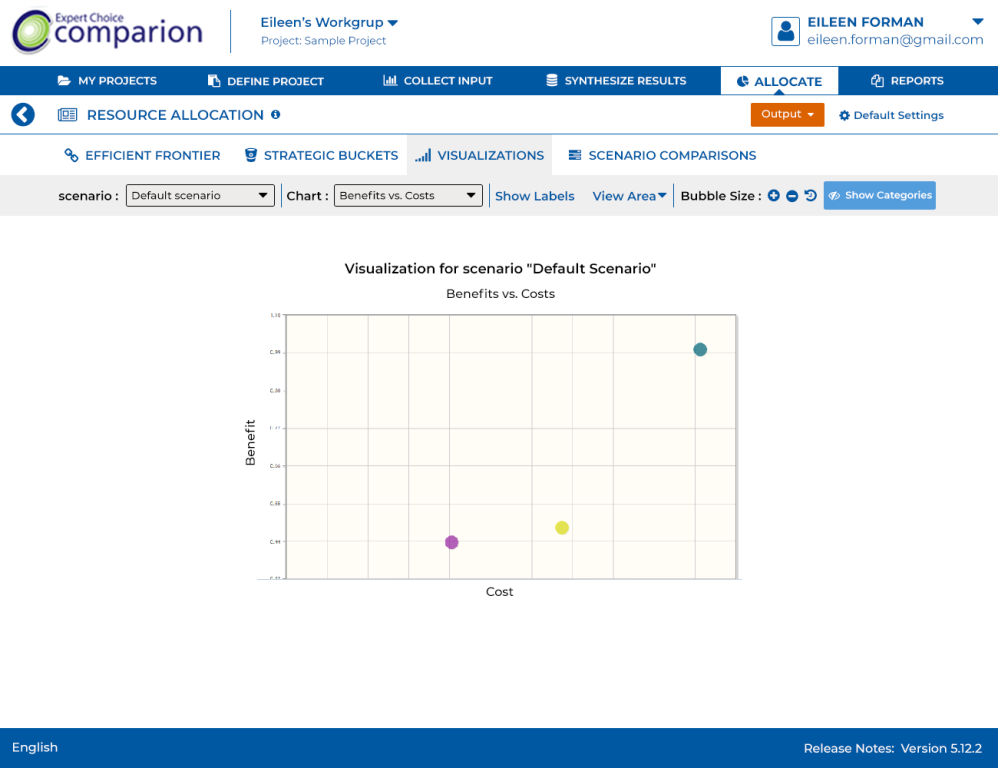 Expert Choice
comparion
Eileen's Workgrup
Project: Sample Project
EILEEN FORMAN
eileen.forman@gmail.com
MY PROJECTS
DEFINE PROJECT
COLLECT INPUT
SYNTHESIZE RESULTS
ALLOCATE
REPORTS
RESOURCE ALLOCATION
Output
Default Settings
EFFICIENT FRONTIER
STRATEGIC BUCKETS
VISUALIZATIONS
SCENARIO COMPARISONS
scenario :
Default scenario
Chart :
Benefits vs. Costs
Show Labels
View Area
Bubble Size :
Show Categories
Visualization for scenario "Default Scenario"
Benefits vs. Costs
Benefit
Cost
English
Release Notes: Version 5.12.2